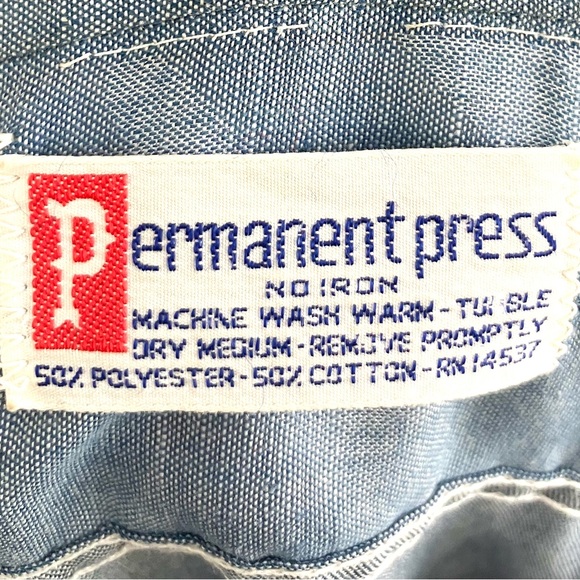 Permanent press
NO IRON
MACHINE WASH WARM - TUMBLE
DRY MEDIUM - REMOVE PROMPTLY
50% POLYESTER - 50% COTTON - RN 14537